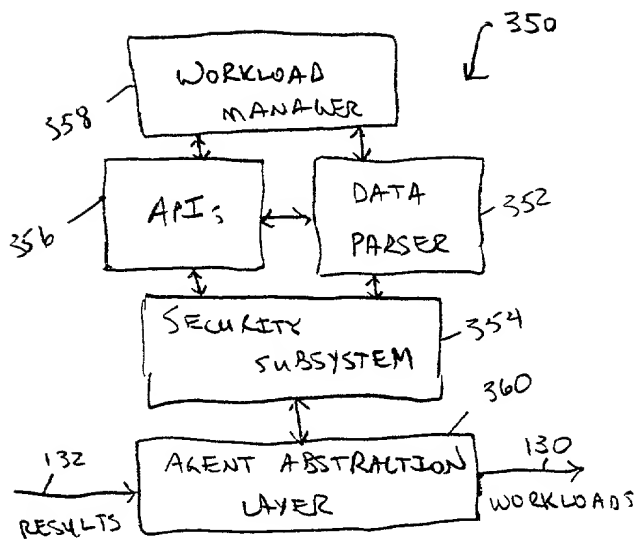 350
WORKLOAD
MANAGER
358
APIs
DATA
PARSER
352
356
SECURITY
SUBSYSTEM
354
360
132
AGENT ABSTRACTION
LAYER
130
RESULTS
WORKLOADS